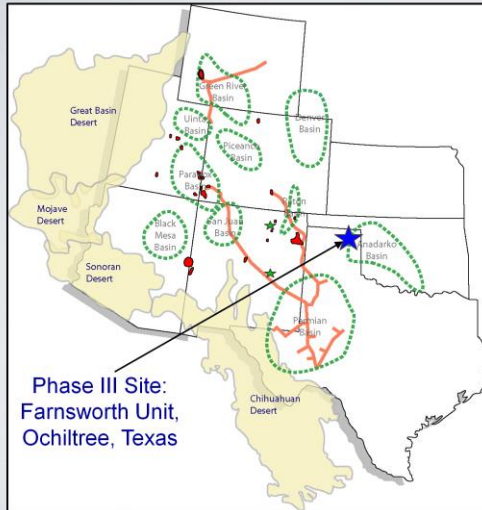 Green River
Basin
Great Basin
Desert
Uinta
Basin
Piceance
Basin
Denver
Basin
Paradox
Basin
Mojave
Desert
Black
Mesa
Basin
San Juan
Basin
Raton
Anadarko
Basin
Sonoran
Desert
Permian
Basin
Phase III Site:
Farnsworth Unit,
Ochiltree, Texas
Chihuahuan
Desert